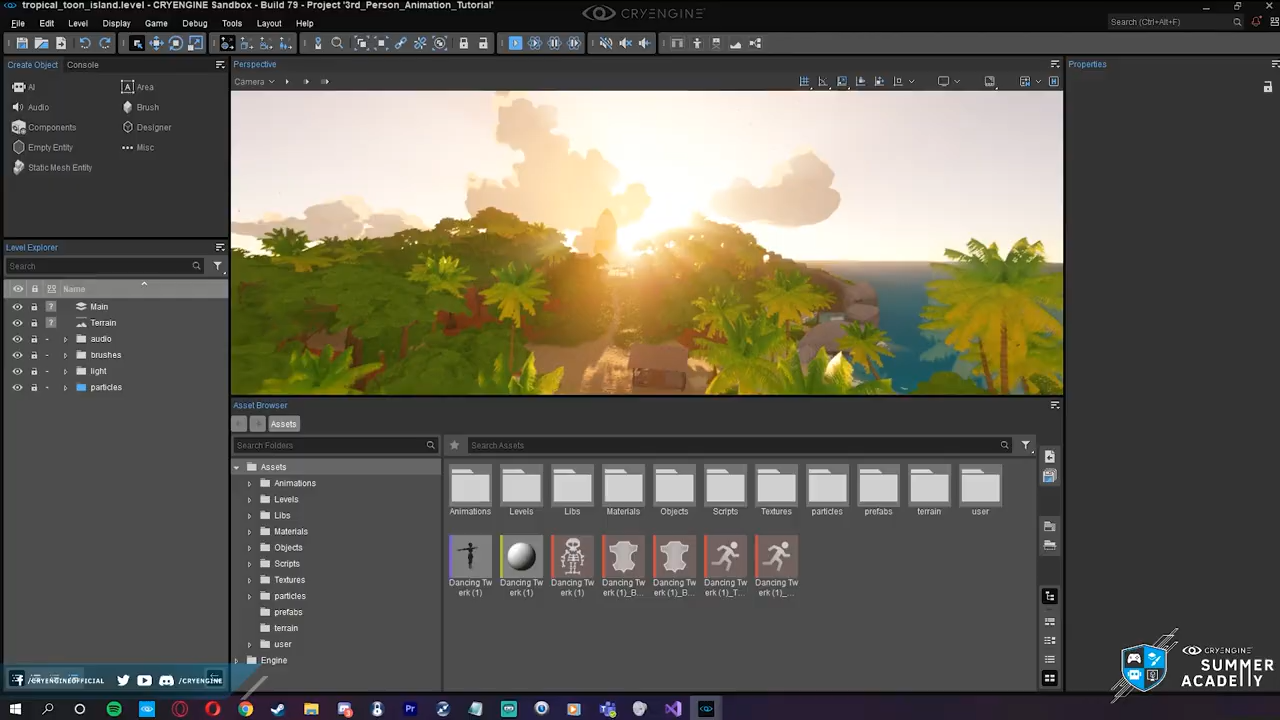 tropical_toon_island.level - CRYENGINE Sandbox - Build 79 - Project '3rd_Person_Animation_Tutorial'
CRYENGINE
File Edit Level Display Game Debug Tools Layout Help
Search (Ctrl+Alt+F)
Create Object Console
AI Area
Audio Brush
Components Designer
Empty Entity Misc
Static Mesh Entity
Level Explorer
Search
Name
Main
Terrain
audio
brushes
light
particles
Perspective
Camera
Properties
Asset Browser
Assets
Search Folders
Search Assets
Assets
Animations
Levels
Libs
Materials
Objects
Scripts
Textures
particles
prefabs
terrain
user
Engine
Animations Levels Libs Materials Objects Scripts Textures particles prefabs terrain user
Dancing Tw Dancing Tw Dancing Tw Dancing Tw Dancing Tw Dancing Tw Dancing Tw
erk (1) erk (1) erk (1) erk (1)_B... erk (1)_B... erk (1)_T... erk (1)_...
/CRYENGINEOFFICIAL /CRYENGINE
CRYENGINE
SUMMER
ACADEMY